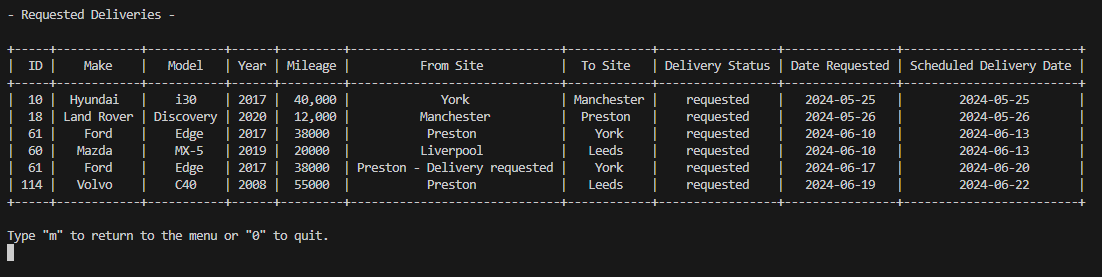 - Requested Deliveries -
+-----+------------+-----------+------+---------+------------------------------+------------+-----------------+----------------+-------------------------+
|  ID |    Make    |   Model   | Year | Mileage |          From Site           |  To Site   | Delivery Status | Date Requested | Scheduled Delivery Date |
+-----+------------+-----------+------+---------+------------------------------+------------+-----------------+----------------+-------------------------+
|  10 |  Hyundai   |    i30    | 2017 |  40,000 |             York             | Manchester |    requested    |   2024-05-25   |        2024-05-25       |
|  18 | Land Rover | Discovery | 2020 |  12,000 |          Manchester          |  Preston   |    requested    |   2024-05-26   |        2024-05-26       |
|  61 |    Ford    |    Edge   | 2017 |  38000  |           Preston            |    York    |    requested    |   2024-06-10   |        2024-06-13       |
|  60 |   Mazda    |    MX-5   | 2019 |  20000  |          Liverpool           |   Leeds    |    requested    |   2024-06-10   |        2024-06-13       |
|  61 |    Ford    |    Edge   | 2017 |  38000  | Preston - Delivery requested |    York    |    requested    |   2024-06-17   |        2024-06-20       |
| 114 |   Volvo    |    C40    | 2008 |  55000  |           Preston            |   Leeds    |    requested    |   2024-06-19   |        2024-06-22       |
+-----+------------+-----------+------+---------+------------------------------+------------+-----------------+----------------+-------------------------+
Type "m" to return to the menu or "0" to quit.